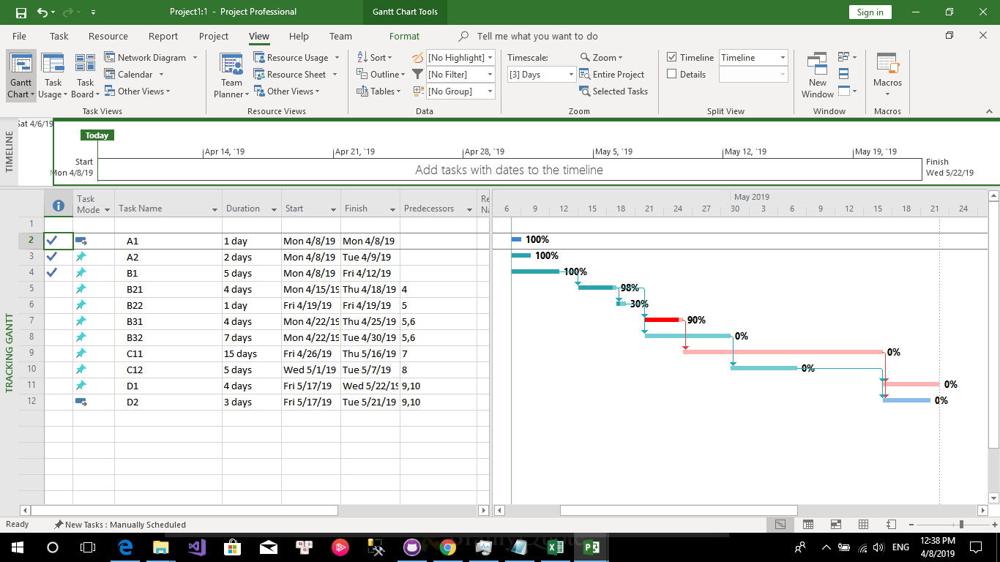 Project1:1 - Project Professional
Gantt Chart Tools
Sign in
File Task Resource Report Project View Help Team Format Tell me what you want to do
Gantt Chart
Task Usage
Task Board
Network Diagram
Calendar
Other Views
Task Views
Team Planner
Resource Usage
Resource Sheet
Other Views
Resource Views
Sort
Outline
Tables
[No Highlight]
[No Filter]
[No Group]
Data
Timescale:
[3] Days
Zoom
Entire Project
Selected Tasks
Zoom
Timeline Timeline
Details
Split View
New Window
Window
Macros
Macros
TIMELINE
Sat 4/6/19
Today
Apr 14, '19 Apr 21, '19 Apr 28, '19 May 5, '19 May 12, '19 May 19, '19
Start
Mon 4/8/19
Add tasks with dates to the timeline
Finish
Wed 5/22/19
TRACKING GANTT
Task Mode Task Name Duration Start Finish Predecessors Re Na
May 2019
6 9 12 15 18 21 24 27 30 3 6 9 12 15 18 21 24
1
2 A1 1 day Mon 4/8/19 Mon 4/8/19 100%
3 A2 2 days Mon 4/8/19 Tue 4/9/19 100%
4 B1 5 days Mon 4/8/19 Fri 4/12/19 100%
5 B21 4 days Mon 4/15/19 Thu 4/18/19 4 98%
6 B22 1 day Fri 4/19/19 Fri 4/19/19 5 30%
7 B31 4 days Mon 4/22/19 Thu 4/25/19 5,6 90%
8 B32 7 days Mon 4/22/19 Tue 4/30/19 5,6 0%
9 C11 15 days Fri 4/26/19 Thu 5/16/19 7 0%
10 C12 5 days Wed 5/1/19 Tue 5/7/19 8 0%
11 D1 4 days Fri 5/17/19 Wed 5/22/19 9,10 0%
12 D2 3 days Fri 5/17/19 Tue 5/21/19 9,10 0%
Ready New Tasks : Manually Scheduled
ENG
12:38 PM
4/8/2019